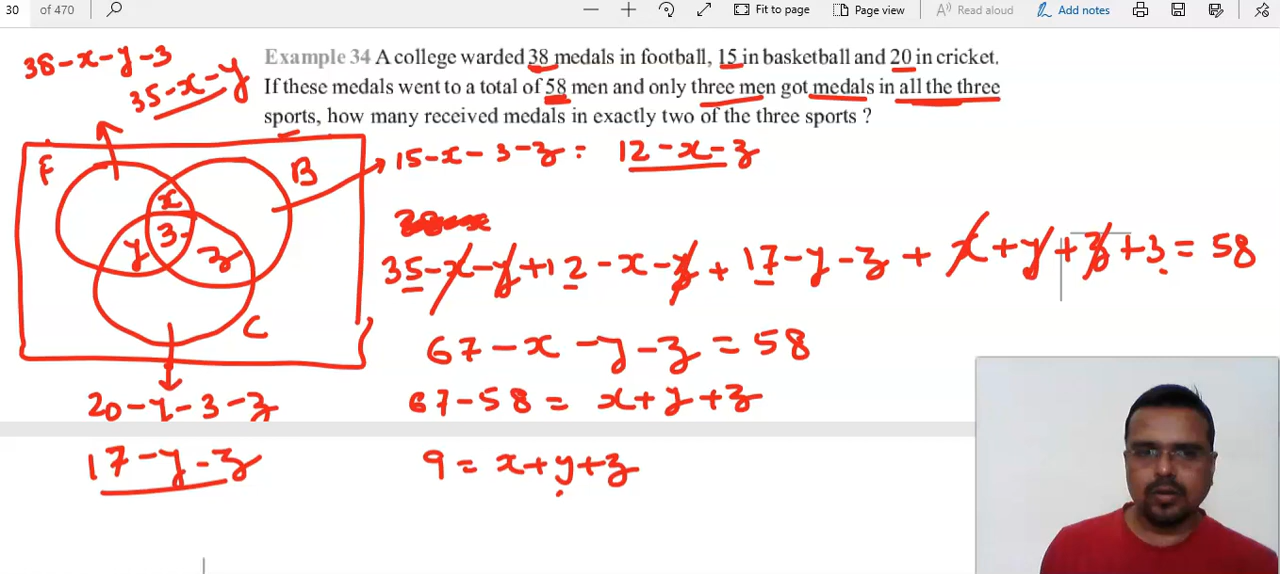 30 of 470 Fit to page Page view Read aloud Add notes
38-x-y-3
35-x-y
Example 34 A college warded 38 medals in football, 15 in basketball and 20 in cricket.
If these medals went to a total of 58 men and only three men got medals in all the three
sports, how many received medals in exactly two of the three sports ?
F
B
x
3
y
z
C
15-x-3-z = 12-x-z
35-x-y+12-x-z+17-y-z+x+y+z+3=58
67-x-y-z=58
67-58= x+y+z
9= x+y+z
20-y-3-z
17-y-z